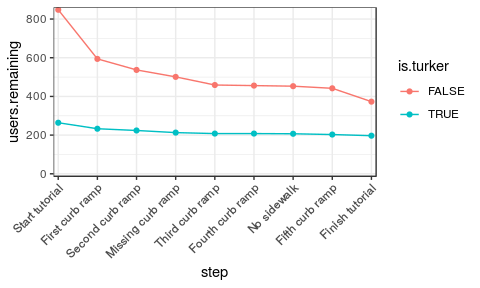 users.remaining
800
600
400
200
0
Start tutorial
First curb ramp
Second curb ramp
Missing curb ramp
Third curb ramp
Fourth curb ramp
No sidewalk
Fifth curb ramp
Finish tutorial
step
is.turker
FALSE
TRUE